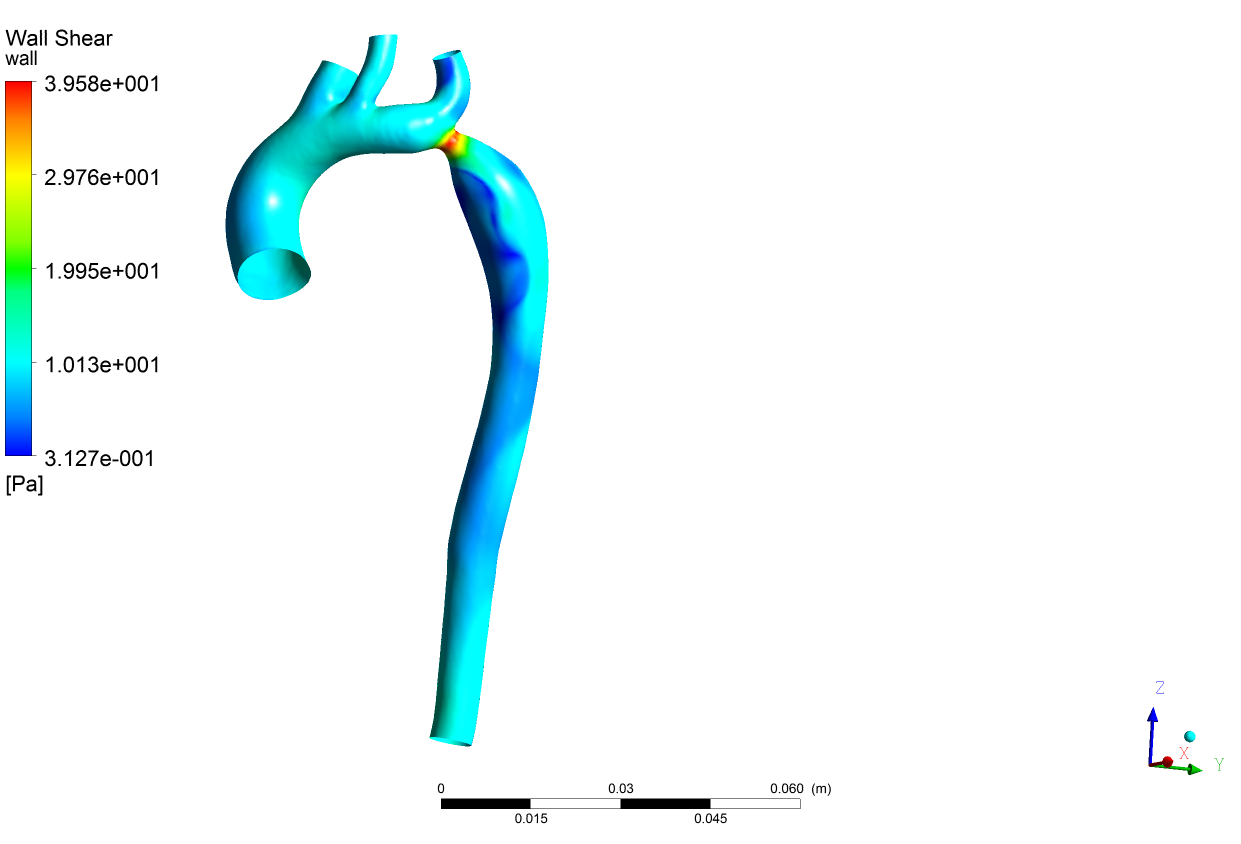 Wall Shear
wall
3.958e+001
2.976e+001
1.995e+001
1.013e+001
3.127e-001
[Pa]
Z
X
Y
0 0.03 0.060 (m)
0.015 0.045